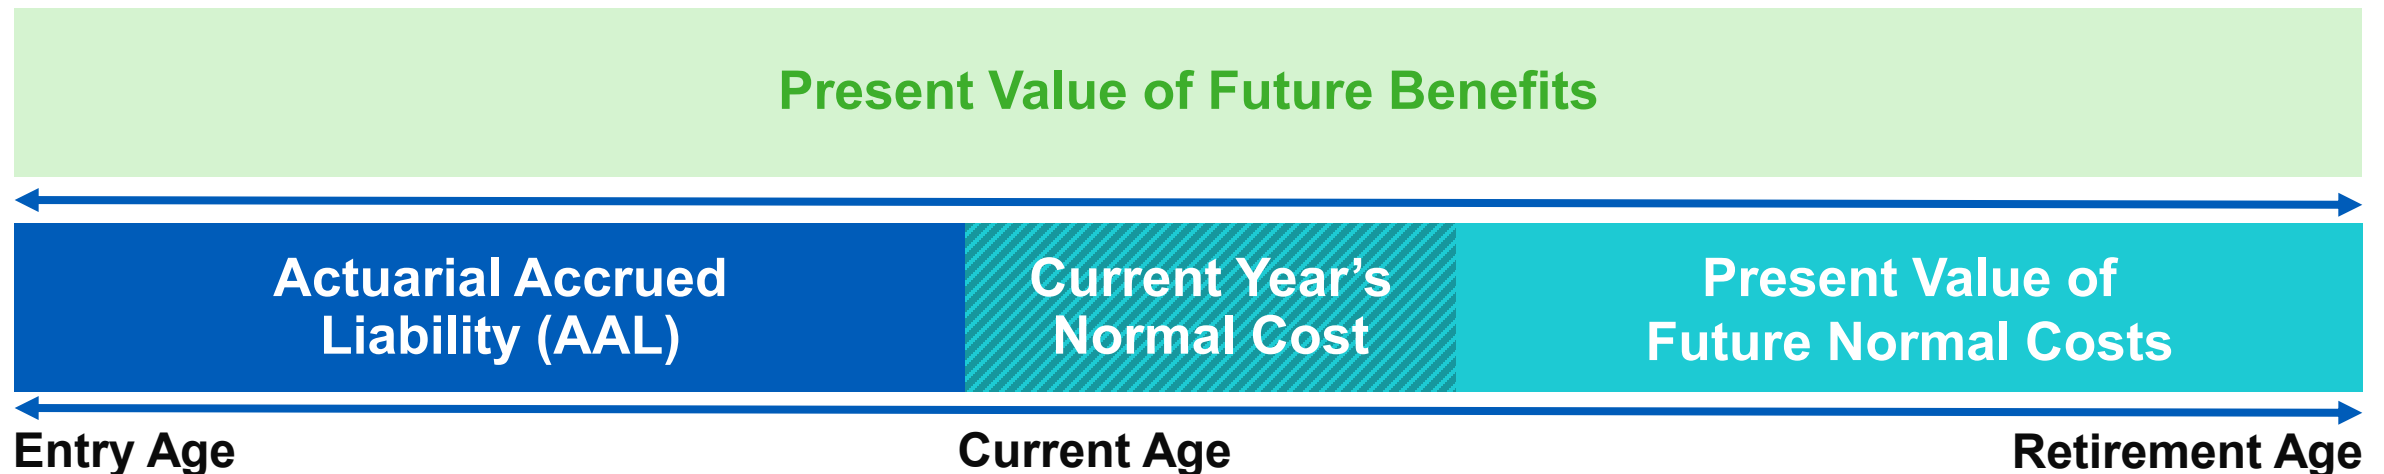 Present Value of Future Benefits
Actuarial Accrued
Liability (AAL)
Current Year’s
Normal Cost
Present Value of
Future Normal Costs
Entry Age
Current Age
Retirement Age